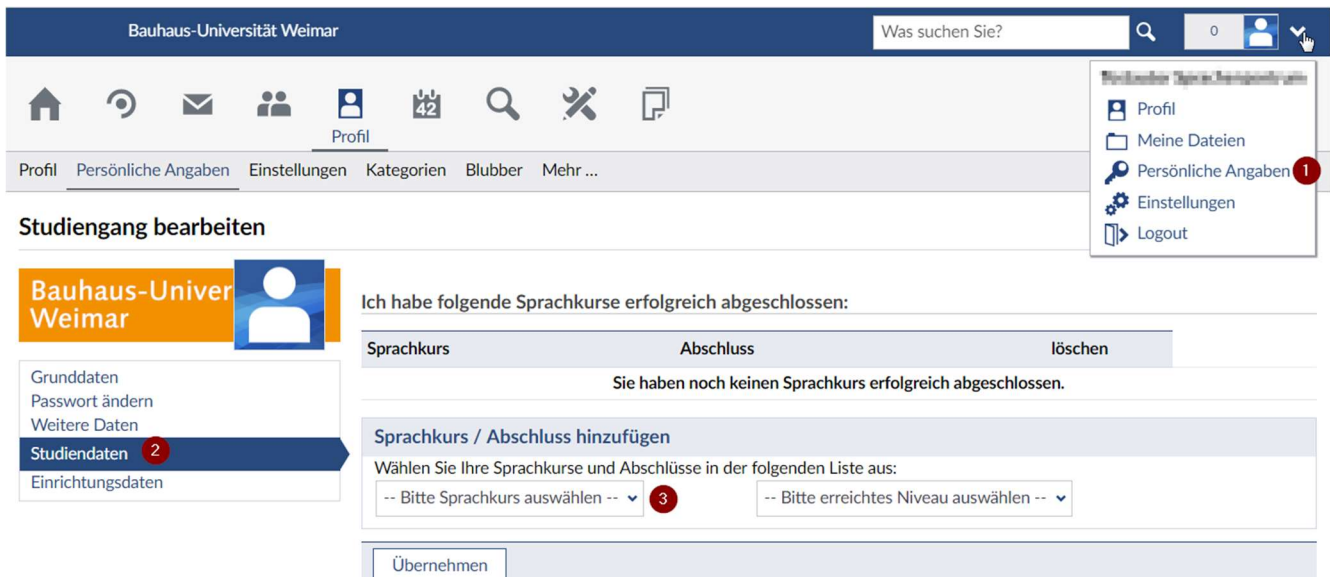 Bauhaus-Universität Weimar
Was suchen Sie?
0
42
Profil
Profil
Meine Dateien
Persönliche Angaben 1
Einstellungen
Logout
Profil Persönliche Angaben Einstellungen Kategorien Blubber Mehr ...
Studiengang bearbeiten
Bauhaus-Univer
Weimar
Grunddaten
Passwort ändern
Weitere Daten
Studiendaten 2
Einrichtungsdaten
Ich habe folgende Sprachkurse erfolgreich abgeschlossen:
Sprachkurs Abschluss löschen
Sie haben noch keinen Sprachkurs erfolgreich abgeschlossen.
Sprachkurs / Abschluss hinzufügen
Wählen Sie Ihre Sprachkurse und Abschlüsse in der folgenden Liste aus:
-- Bitte Sprachkurs auswählen -- 3 -- Bitte erreichtes Niveau auswählen --
Übernehmen